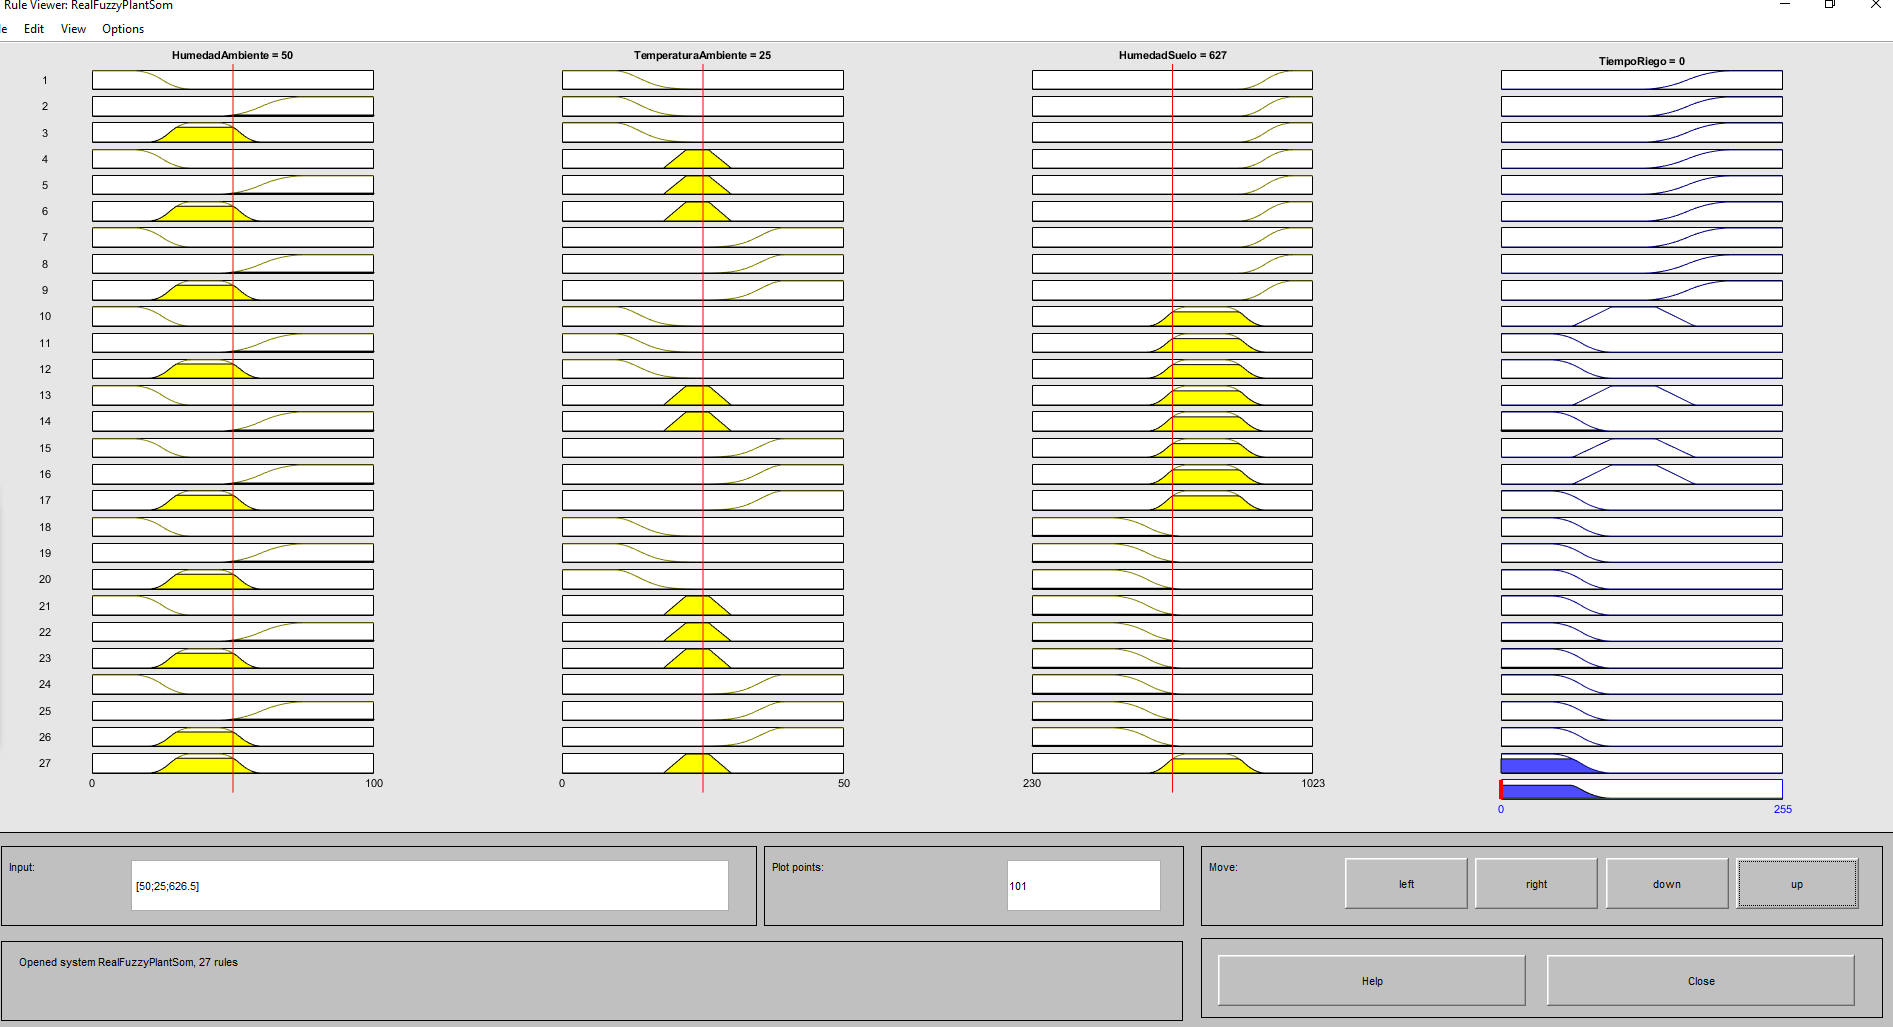 Rule Viewer: RealFuzzyPlantSom
Edit View Options
HumedadAmbiente = 50
TemperaturaAmbiente = 25
HumedadSuelo = 627
TiempoRiego = 0
1
2
3
4
5
6
7
8
9
10
11
12
13
14
15
16
17
18
19
20
21
22
23
24
25
26
27
0 100
0 50
230 1023
0 255
Input:
[50;25;626.5]
Plot points:
101
Move:
left
right
down
up
Opened system RealFuzzyPlantSom, 27 rules
Help
Close